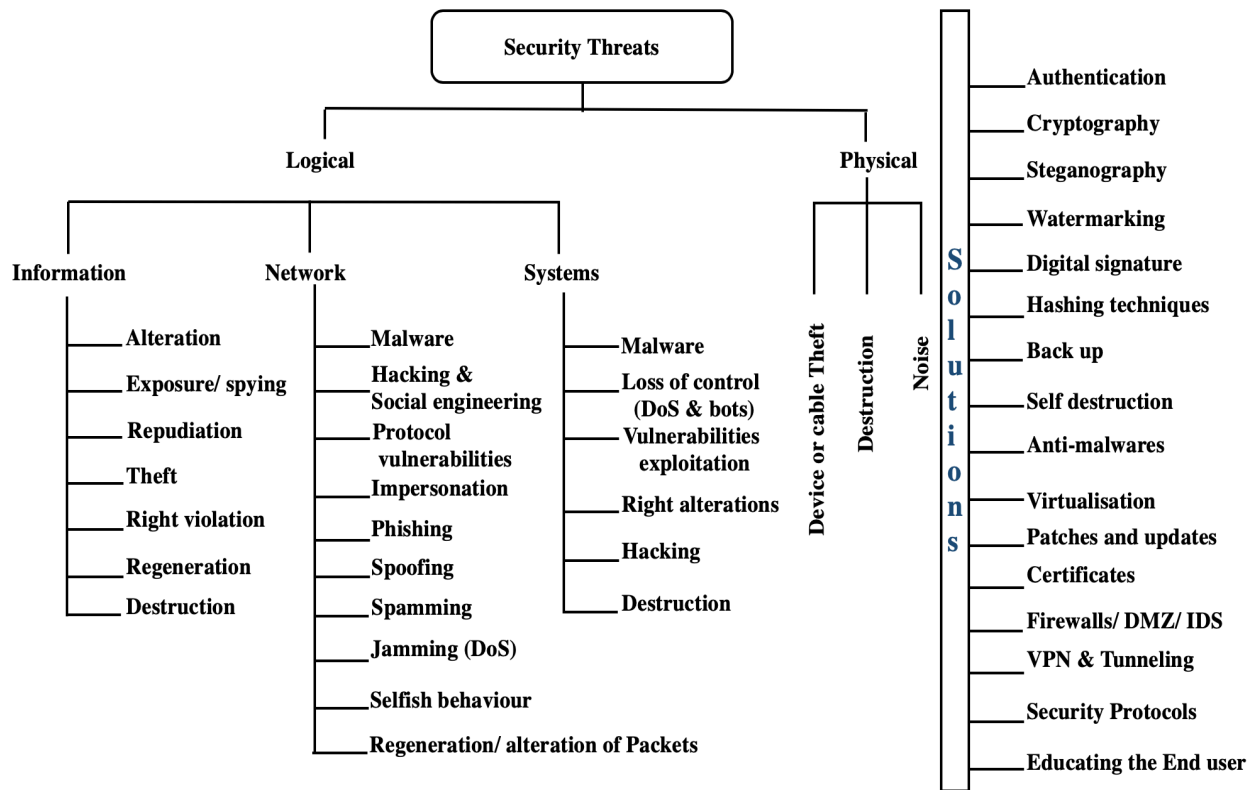 Security Threats
Logical
Physical
Information
Network
Systems
Alteration
Exposure/ spying
Repudiation
Theft
Right violation
Regeneration
Destruction
Malware
Hacking &
Social engineering
Protocol
vulnerabilities
Impersonation
Phishing
Spoofing
Spamming
Jamming (DoS)
Selfish behaviour
Regeneration/ alteration of Packets
Malware
Loss of control
(DoS & bots)
Vulnerabilities
exploitation
Right alterations
Hacking
Destruction
Device or cable Theft
Destruction
Noise
Solutions
Authentication
Cryptography
Steganography
Watermarking
Digital signature
Hashing techniques
Back up
Self destruction
Anti-malwares
Virtualisation
Patches and updates
Certificates
Firewalls/ DMZ/ IDS
VPN & Tunneling
Security Protocols
Educating the End user